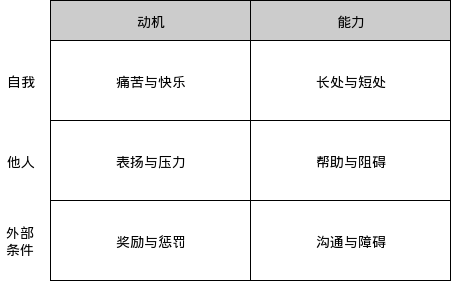 动机 能力
自我 痛苦与快乐 长处与短处
他人 表扬与压力 帮助与阻碍
外部
条件 奖励与惩罚 沟通与障碍